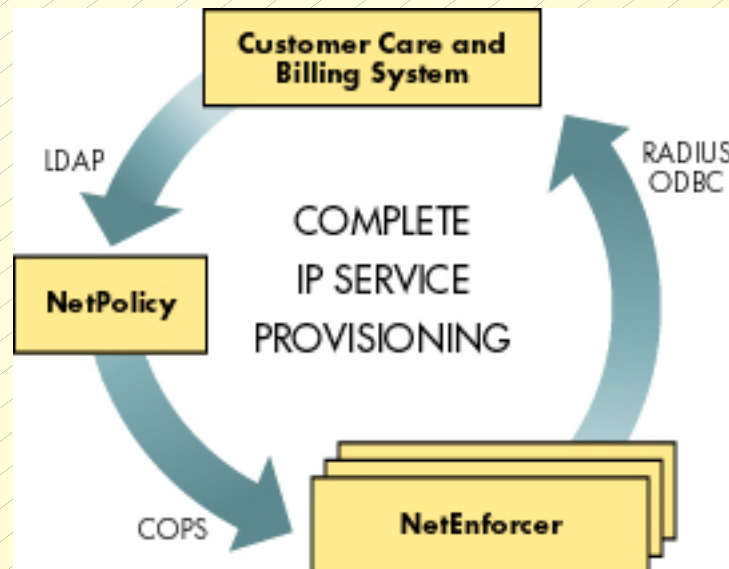 Customer Care and
Billing System
LDAP
RADIUS
ODBC
COMPLETE
IP SERVICE
PROVISIONING
NetPolicy
COPS
NetEnforcer